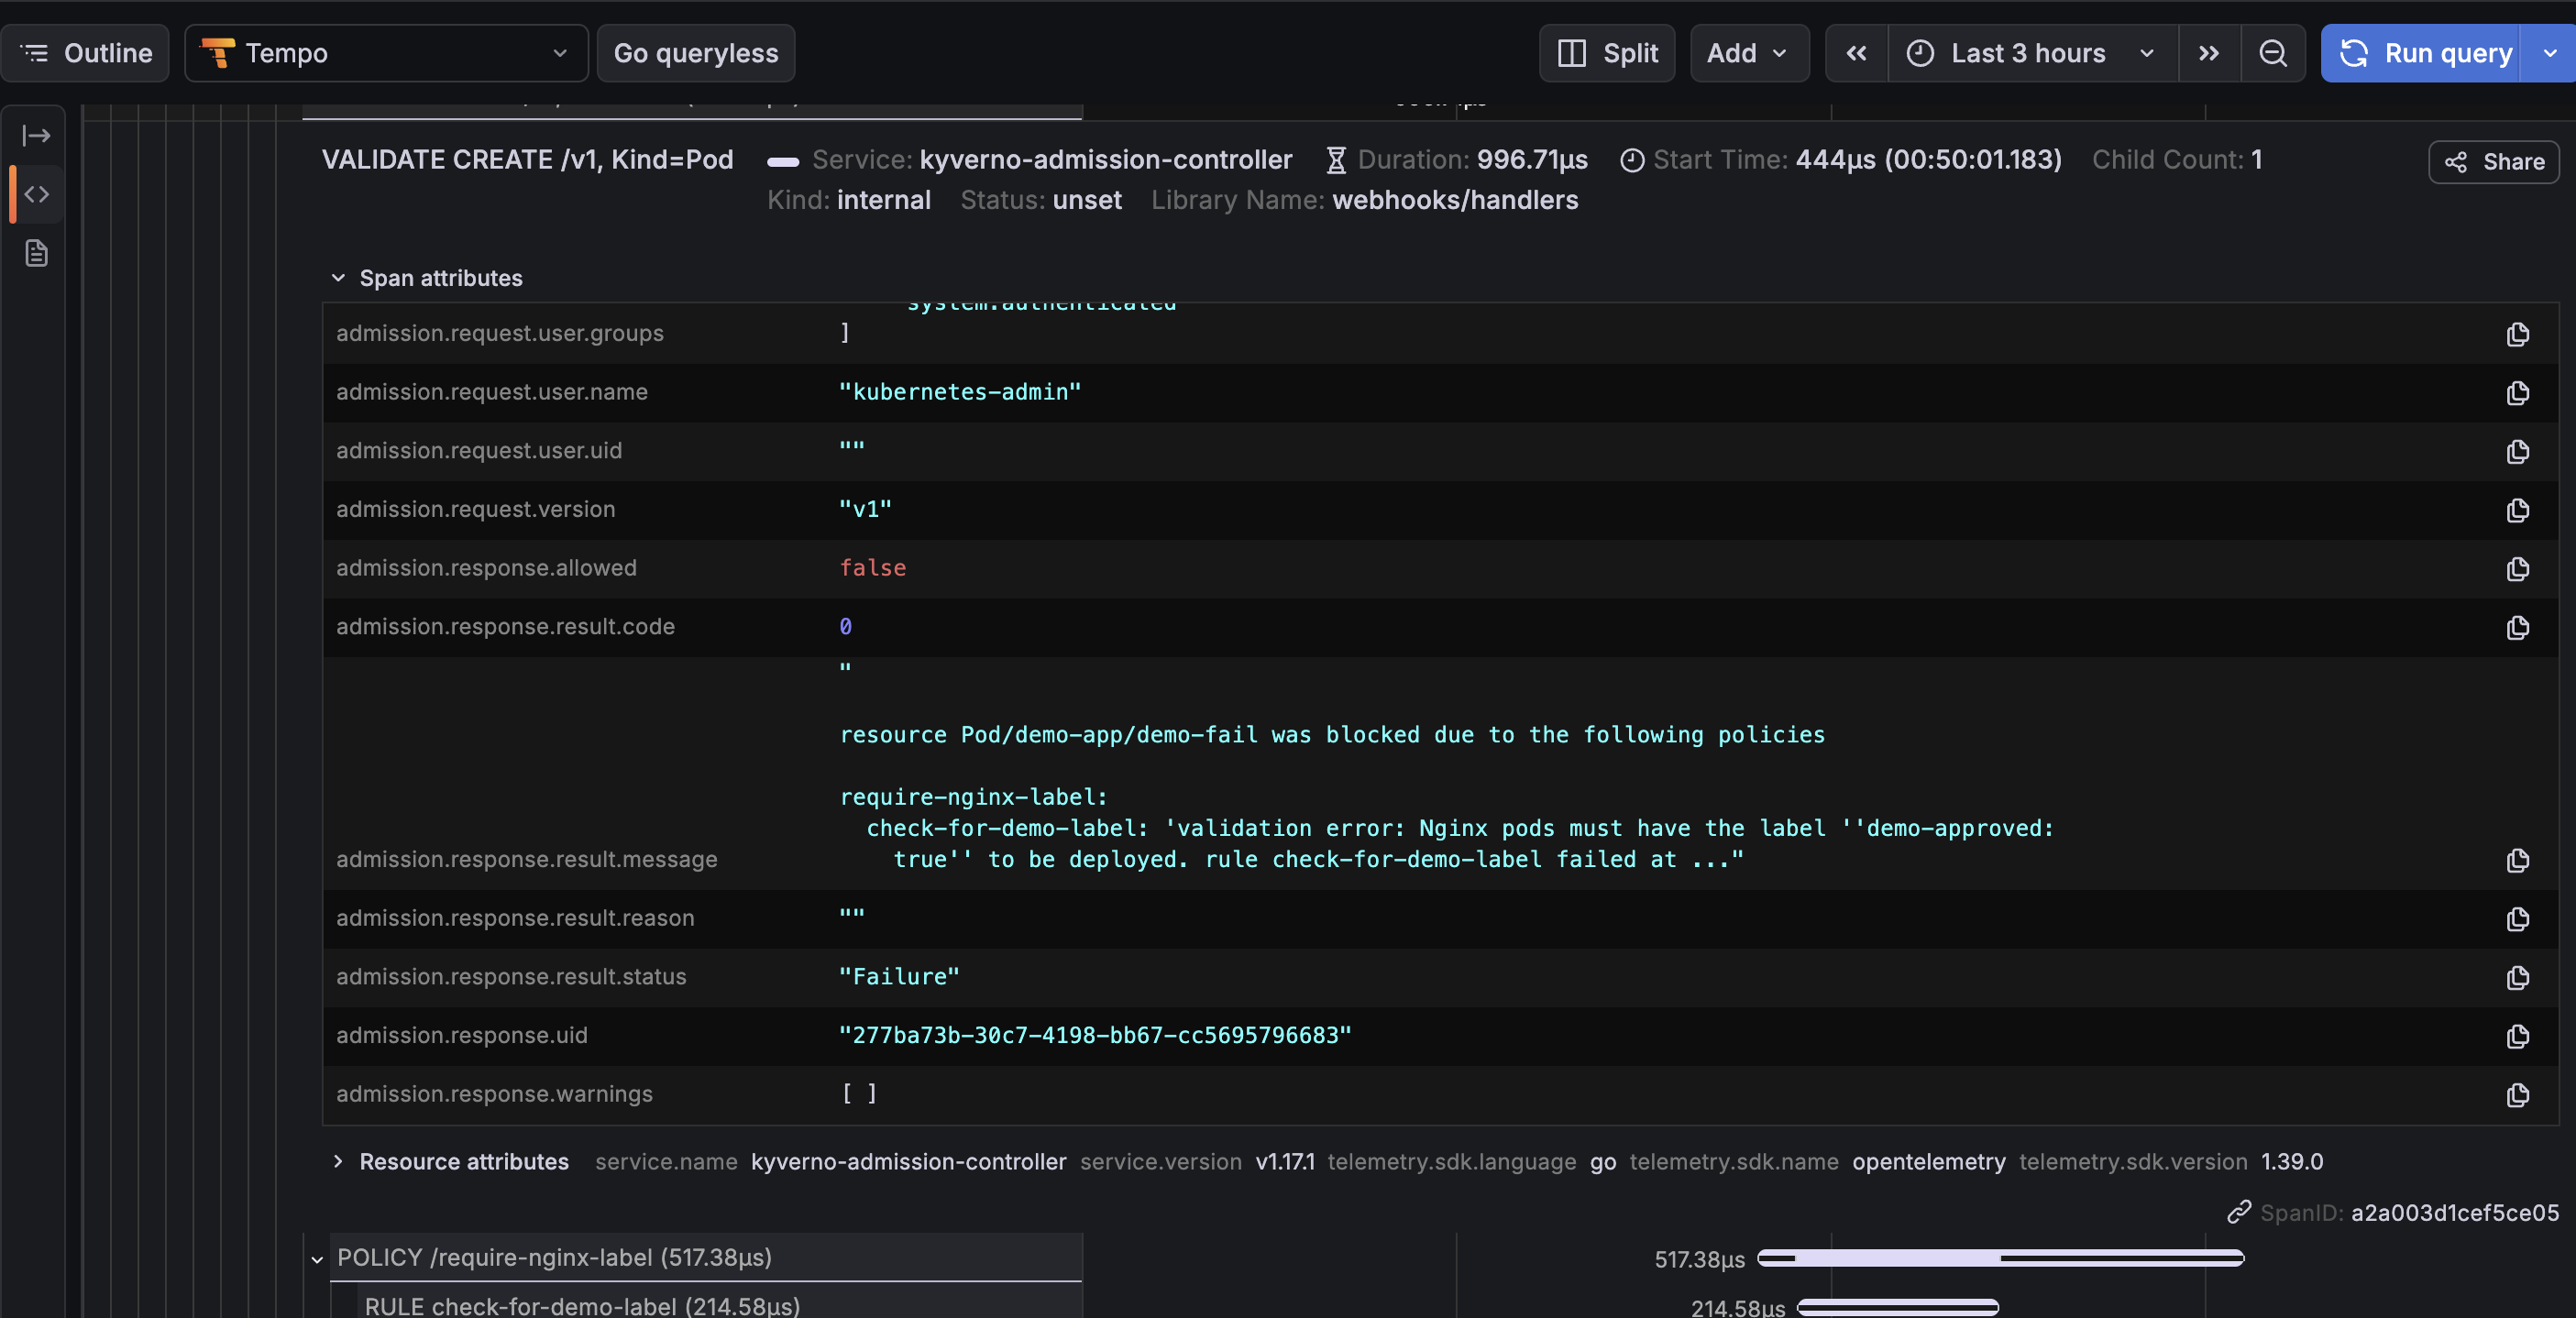 Outline
Tempo
Go queryless
Split
Add
Last 3 hours
Run query
VALIDATE CREATE /v1, Kind=Pod
Service: kyverno-admission-controller
Duration: 996.71µs
Start Time: 444µs (00:50:01.183)
Child Count: 1
Share
Kind: internal
Status: unset
Library Name: webhooks/handlers
Span attributes
admission.request.user.groups
]
admission.request.user.name
"kubernetes-admin"
admission.request.user.uid
""
admission.request.version
"v1"
admission.response.allowed
false
admission.response.result.code
0
"
resource Pod/demo-app/demo-fail was blocked due to the following policies
require-nginx-label:
check-for-demo-label: 'validation error: Nginx pods must have the label ''demo-approved:
admission.response.result.message
true'' to be deployed. rule check-for-demo-label failed at ..."
admission.response.result.reason
""
admission.response.result.status
"Failure"
admission.response.uid
"277ba73b-30c7-4198-bb67-cc5695796683"
admission.response.warnings
[ ]
Resource attributes service.name kyverno-admission-controller service.version v1.17.1 telemetry.sdk.language go telemetry.sdk.name opentelemetry telemetry.sdk.version 1.39.0
SpanID: a2a003d1cef5ce05
POLICY /require-nginx-label (517.38µs)
517.38µs
RULE check-for-demo-label (214.58µs)
214.58µs